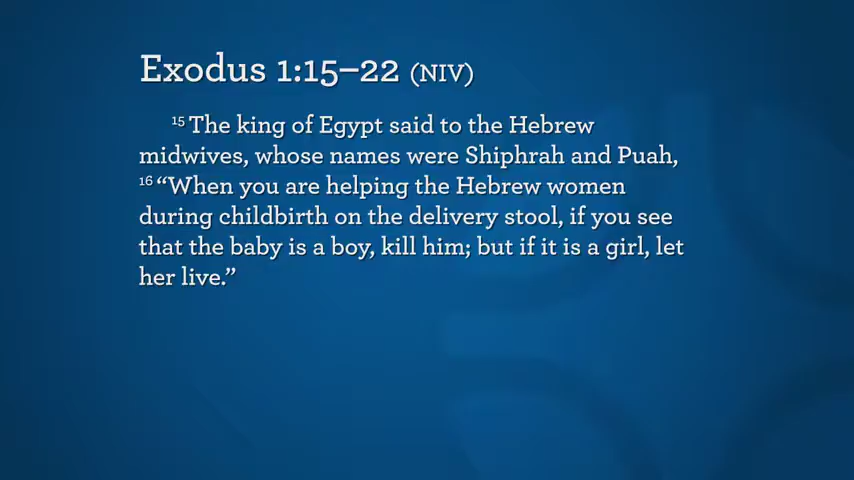 Exodus 1:15–22 (NIV)
15 The king of Egypt said to the Hebrew
midwives, whose names were Shiphrah and Puah,
16 “When you are helping the Hebrew women
during childbirth on the delivery stool, if you see
that the baby is a boy, kill him; but if it is a girl, let
her live.”